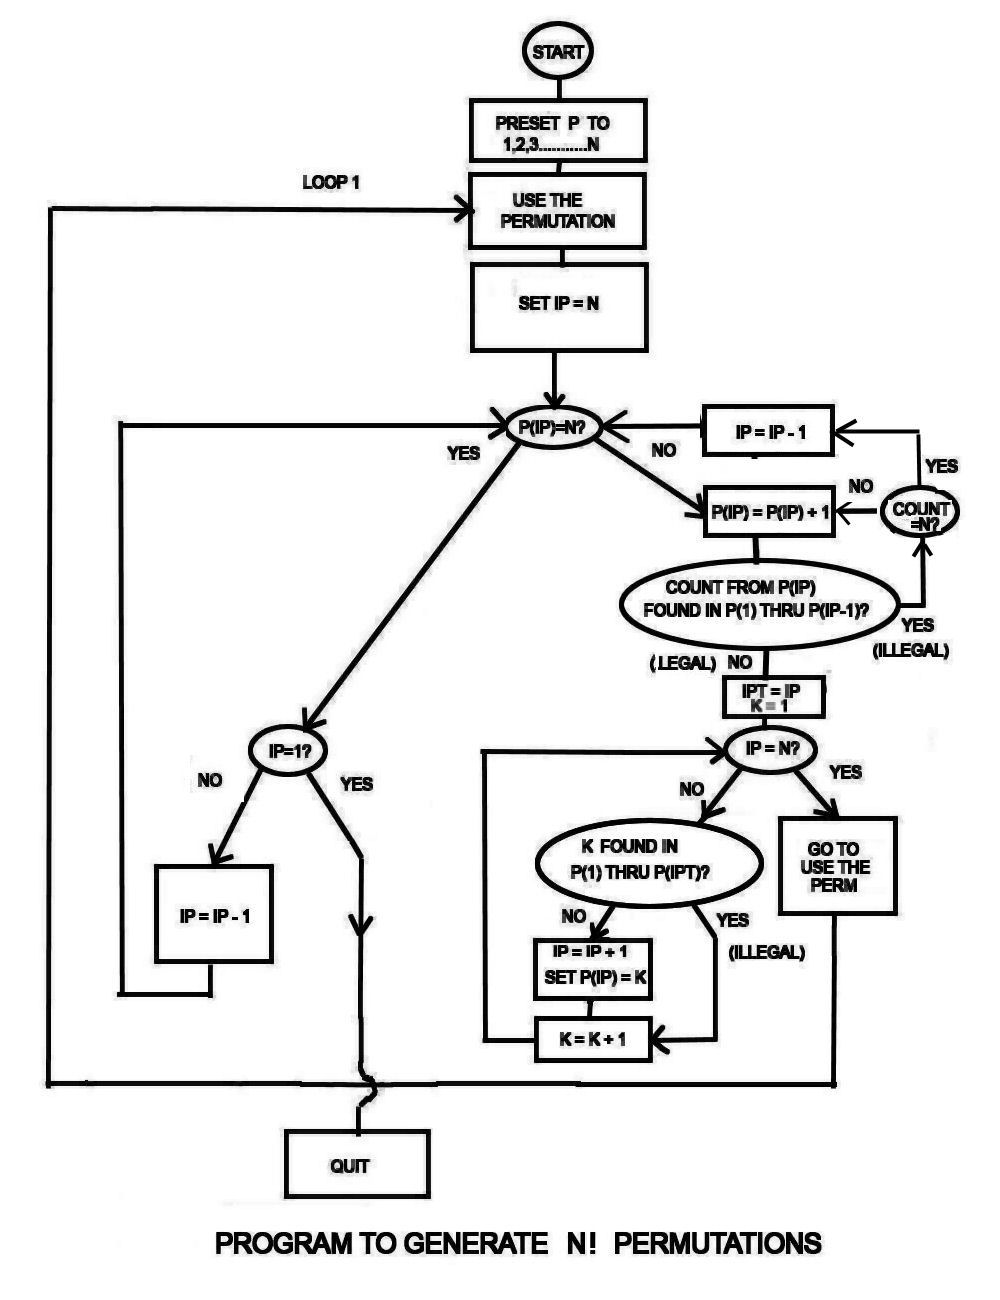 START
PRESET P TO
1,2,3...........N
LOOP 1
USE THE
PERMUTATION
SET IP = N
P(IP)=N?
YES
NO
IP = IP - 1
YES
NO
COUNT
=N?
P(IP) = P(IP) + 1
COUNT FROM P(IP)
FOUND IN P(1) THRU P(IP-1)?
YES
(ILLEGAL)
( LEGAL) NO
IPT = IP
K = 1
IP = N?
IP=1?
NO
YES
NO
YES
K FOUND IN
P(1) THRU P(IPT)?
GO TO
USE THE
PERM
IP = IP - 1
NO
YES
(ILLEGAL)
IP = IP + 1
SET P(IP) = K
K = K + 1
QUIT
PROGRAM TO GENERATE N! PERMUTATIONS